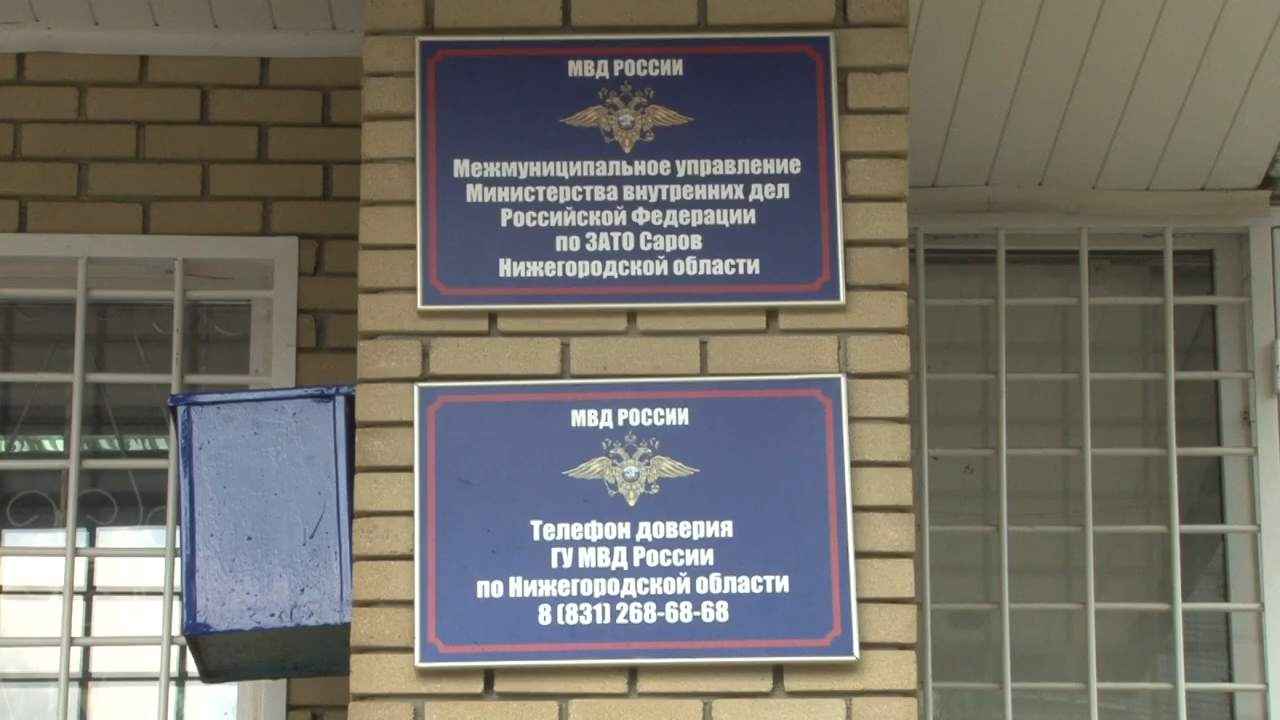 МВД РОССИИ
Межмуниципальное управление
Министерства внутренних дел
Российской Федерации
по ЗАТО Саров
Нижегородской области
МВД РОССИИ
Телефон доверия
ГУ МВД России
по Нижегородской области
8 (831) 268-68-68